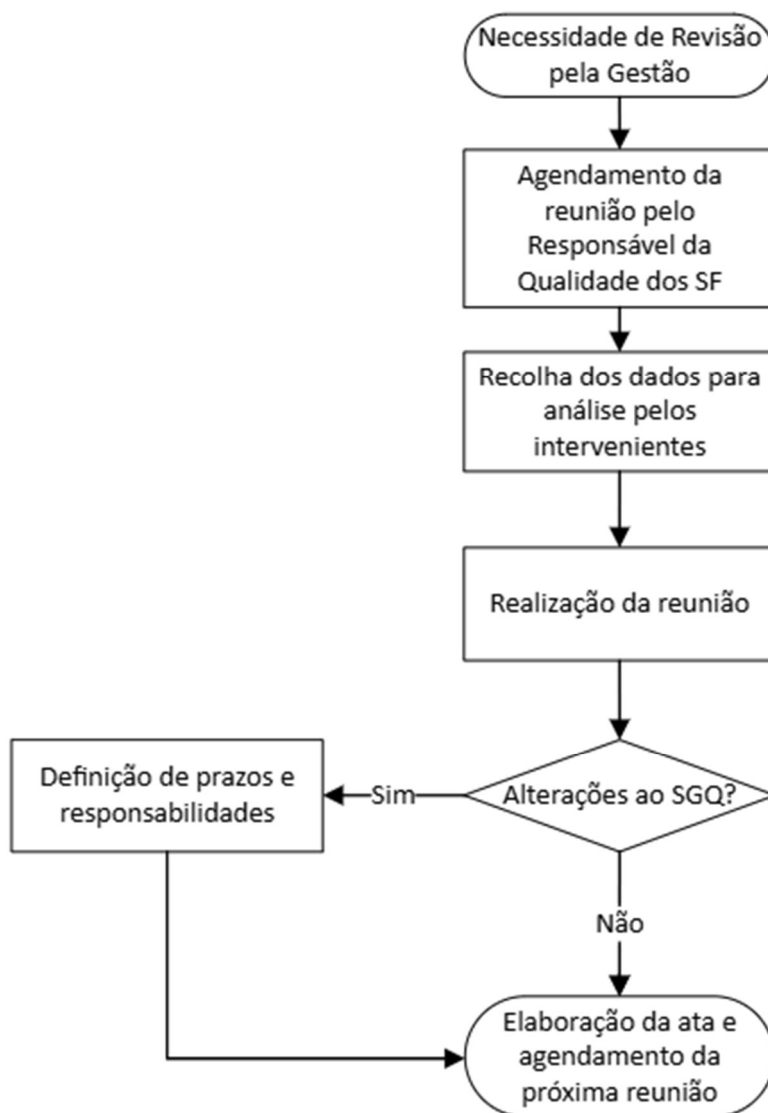 Necessidade de Revisão
pela Gestão
Agendamento da
reunião pelo
Responsável da
Qualidade dos SF
Recolha dos dados para
análise pelos
intervenientes
Realização da reunião
Alterações ao SGQ?
Sim
Definição de prazos e
responsabilidades
Não
Elaboração da ata e
agendamento da
próxima reunião